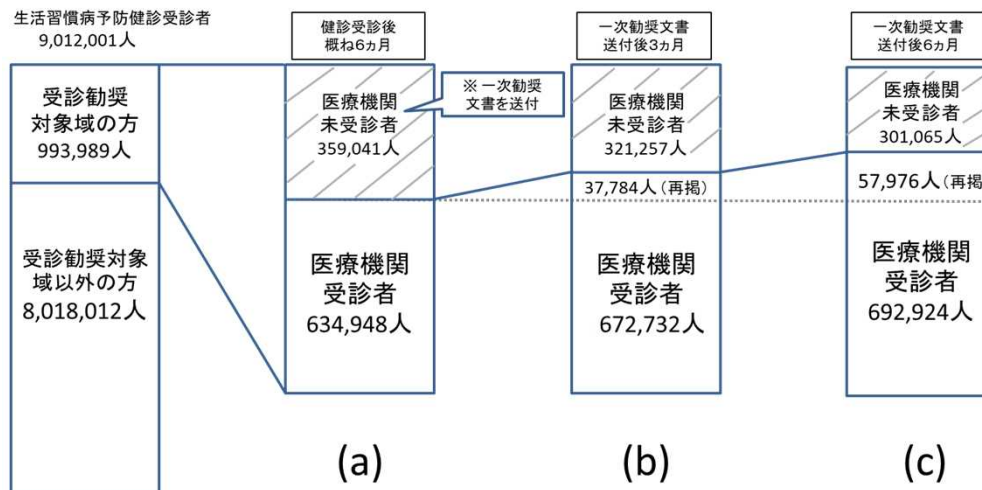 生活習慣病予防健診受診者
9,012,001人
受診勧奨
対象域の方
993,989人
受診勧奨対象
域以外の方
8,018,012人
健診受診後
概ね6ヵ月
医療機関
未受診者
359,041人
※ 一次勧奨
文書を送付
医療機関
受診者
634,948人
(a)
一次勧奨文書
送付後3ヵ月
医療機関
未受診者
321,257人
37,784人(再掲)
医療機関
受診者
672,732人
(b)
一次勧奨文書
送付後6ヵ月
医療機関
未受診者
301,065人
57,976人(再掲)
医療機関
受診者
692,924人
(c)